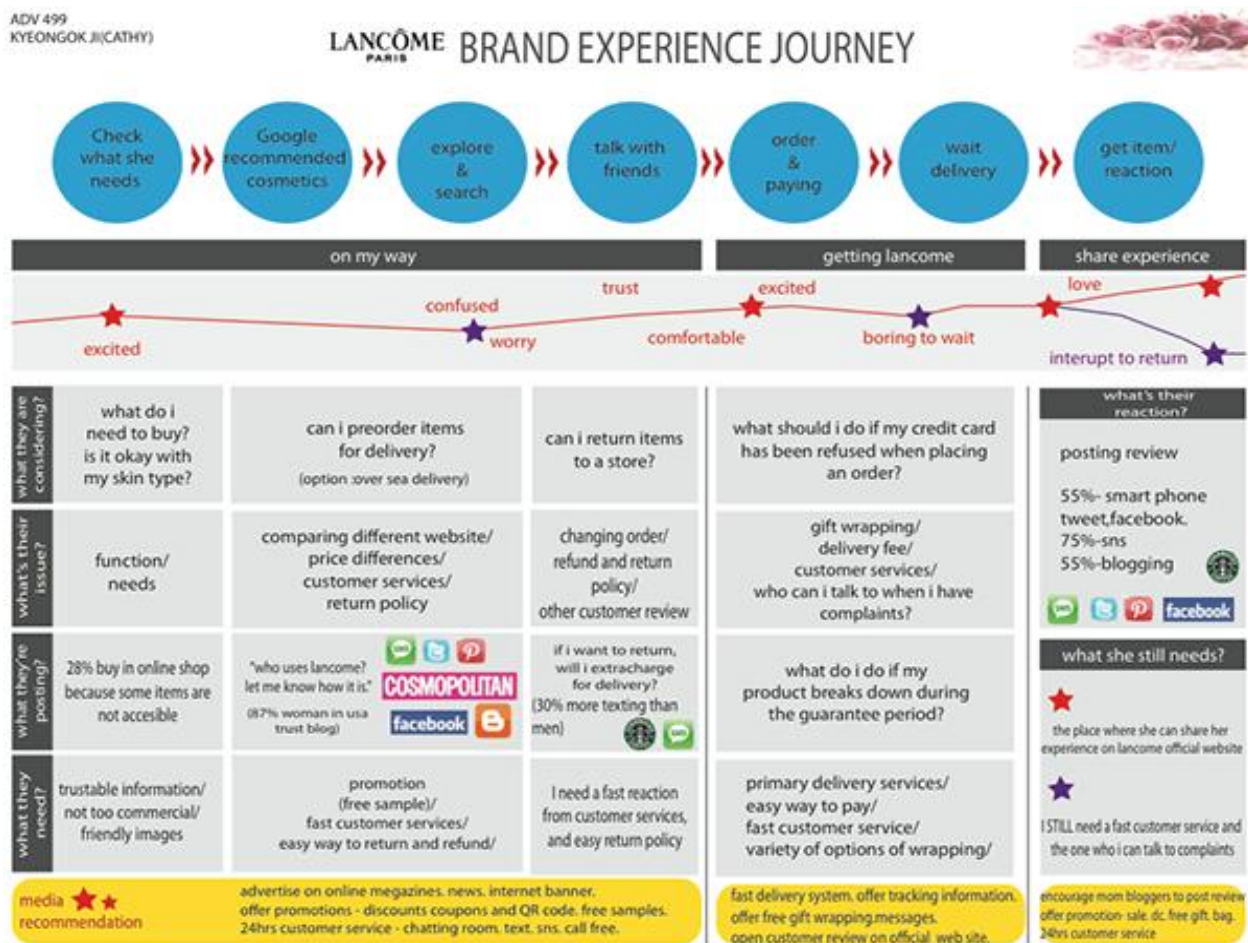 ADV 499
KYEONGOK JI(CATHY)
LANCÔME
PARIS
BRAND EXPERIENCE JOURNEY
Check
what she
needs
Google
recommended
cosmetics
explore
&
search
talk with
friends
order
&
paying
wait
delivery
get item/
reaction
on my way
getting lancome
share experience
excited
confused
worry
trust
comfortable
excited
boring to wait
love
interupt to return
what they are
considering?
what do i
need to buy?
is it okay with
my skin type?
can i preorder items
for delivery?
(option :over sea delivery)
can i return items
to a store?
what should i do if my credit card
has been refused when placing
an order?
what's their
reaction?
posting review
55%- smart phone
tweet,facebook.
75%-sns
55%-blogging
facebook
what's their
issue?
function/
needs
comparing different website/
price differences/
customer services/
return policy
changing order/
refund and return
policy/
other customer review
gift wrapping/
delivery fee/
customer services/
who can i talk to when i have
complaints?
what they're
posting?
28% buy in online shop
because some items are
not accesible
"who uses lancome?
let me know how it is."
(87% woman in usa
trust blog)
COSMOPOLITAN
facebook
if i want to return,
will i extracharge
for delivery?
(30% more texting than
men)
what do i do if my
product breaks down during
the guarantee period?
what she still needs?
the place where she can share her
experience on lancome official website
I STILL need a fast customer service and
the one who i can talk to complaints
what they
need?
trustable information/
not too commercial/
friendly images
promotion
(free sample)/
fast customer services/
easy way to return and refund/
I need a fast reaction
from customer services,
and easy return policy
primary delivery services/
easy way to pay/
fast customer service/
variety of options of wrapping/
media
recommendation
advertise on online megazines. news. internet banner.
offer promotions - discounts coupons and QR code. free samples.
24hrs customer service - chatting room. text. sns. call free.
fast delivery system. offer tracking information.
offer free gift wrapping.messages.
open customer review on official web site.
encourage mom bloggers to post review
offer promotion- sale. dc. free gift. bag.
24hrs customer service